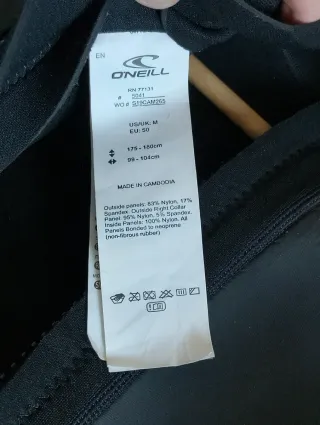 EN
O'NEILL
RN 77131
# 5041
WO # S19CAM265
US/UK: M
EU: 50
175 - 180cm
98 - 104cm
MADE IN CAMBODIA
Outside panels: 83% Nylon, 17%
Spandex. Outside Right Collar
Panel: 95% Nylon, 5% Spandex.
Inside Panels: 100% Nylon. All
Panels Bonded to neoprene
(non-fibrous rubber)